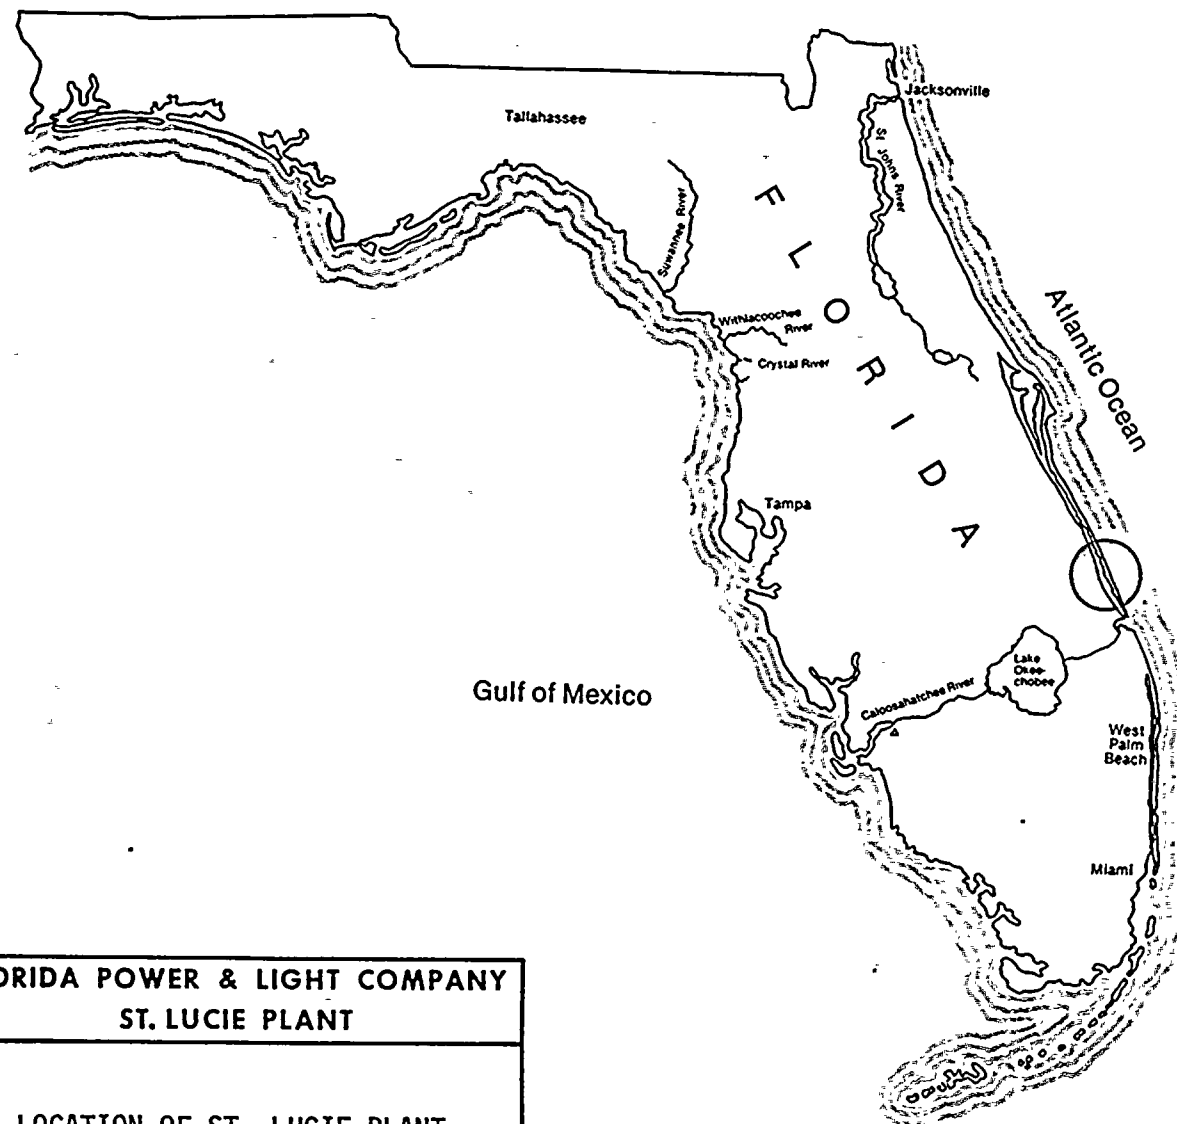 Jacksonville
Tallahassee
St Johns River
Suwannee River
FLORIDA
Withlacoochee
River
Crystal River
Atlantic Ocean
Tampa
Gulf of Mexico
Caloosahatchee River
Lake
Okee-
chobee
West
Palm
Beach
Miami
ORIDA POWER & LIGHT COMPANY
ST. LUCIE PLANT
LOCATION OF ST. LUCIE PLANT